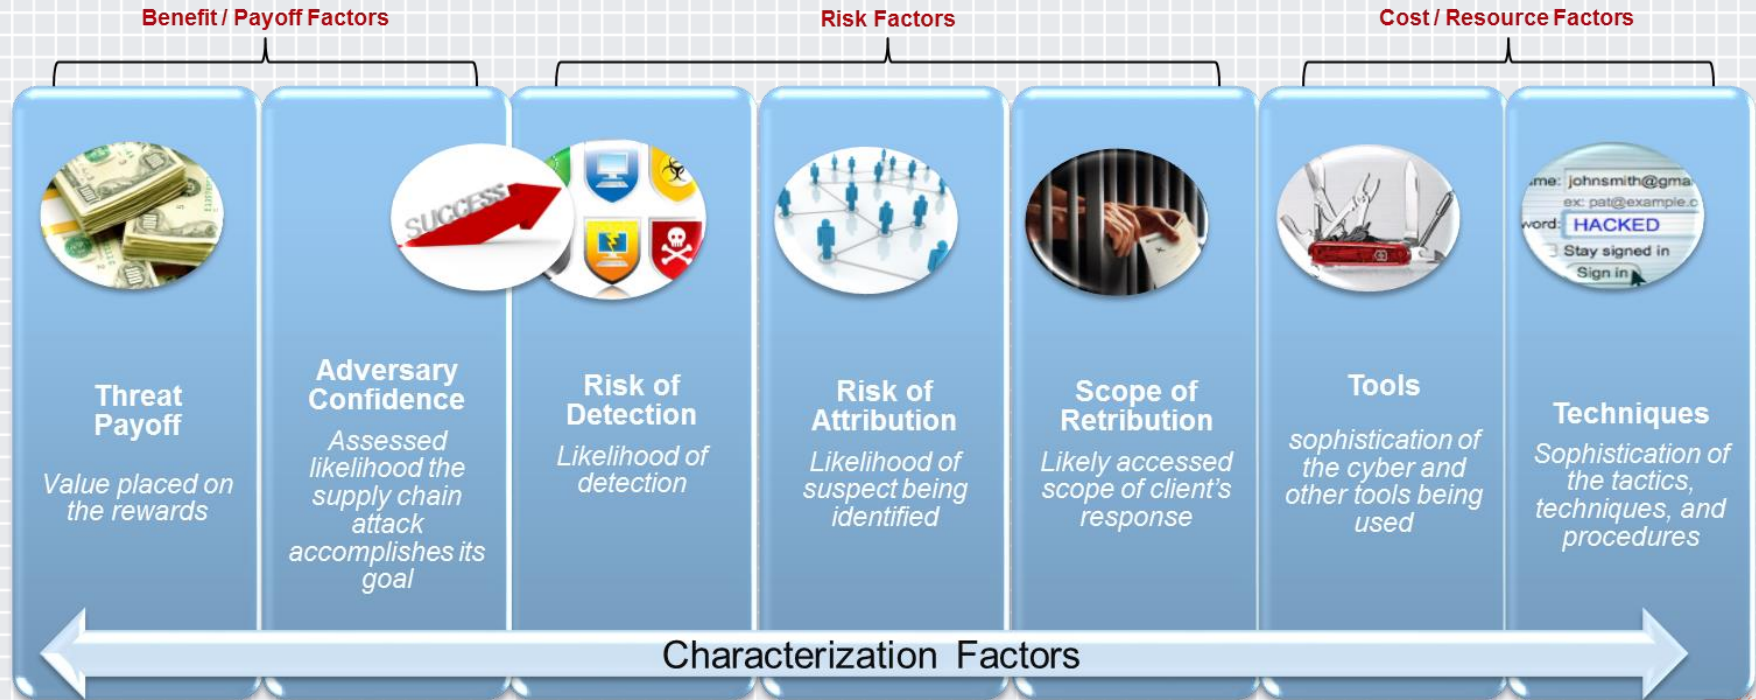 Benefit / Payoff Factors
Risk Factors
Cost / Resource Factors
SUCCESS
me: johnsmith@gma
ex: pat@example.c
word: HACKED
Stay signed in
Sign in
Threat
Payoff
Value placed on
the rewards
Adversary
Confidence
Assessed
likelihood the
supply chain
attack
accomplishes its
goal
Risk of
Detection
Likelihood of
detection
Risk of
Attribution
Likelihood of
suspect being
identified
Scope of
Retribution
Likely accessed
scope of client's
response
Tools
sophistication of
the cyber and
other tools being
used
Techniques
Sophistication of
the tactics,
techniques, and
procedures
Characterization Factors